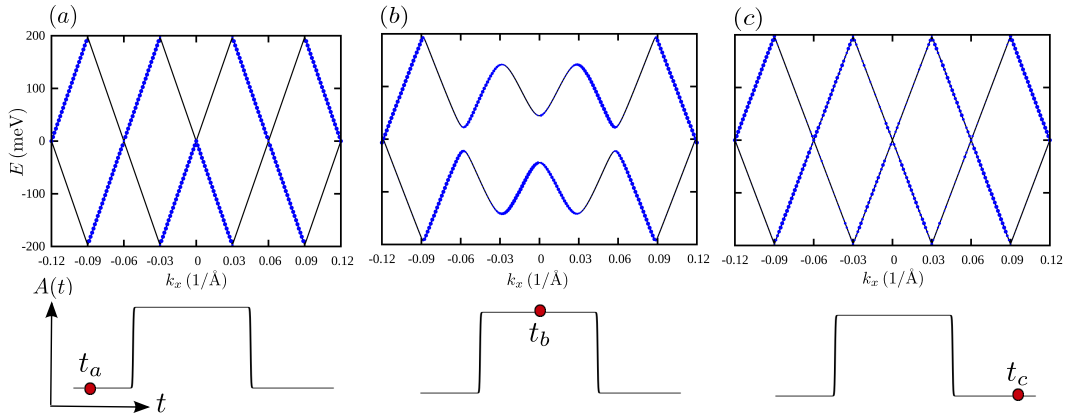 (a) (b) (c)
200
100
0
-100
-200
E (meV)
-0.12 -0.09 -0.06 -0.03 0 0.03 0.06 0.09 0.12
-0.12 -0.09 -0.06 -0.03 0 0.03 0.06 0.09 0.12
-0.12 -0.09 -0.06 -0.03 0 0.03 0.06 0.09 0.12
kₓ (1/Å)
kₓ (1/Å)
kₓ (1/Å)
A(t)
t_a
t
t_b
t_c